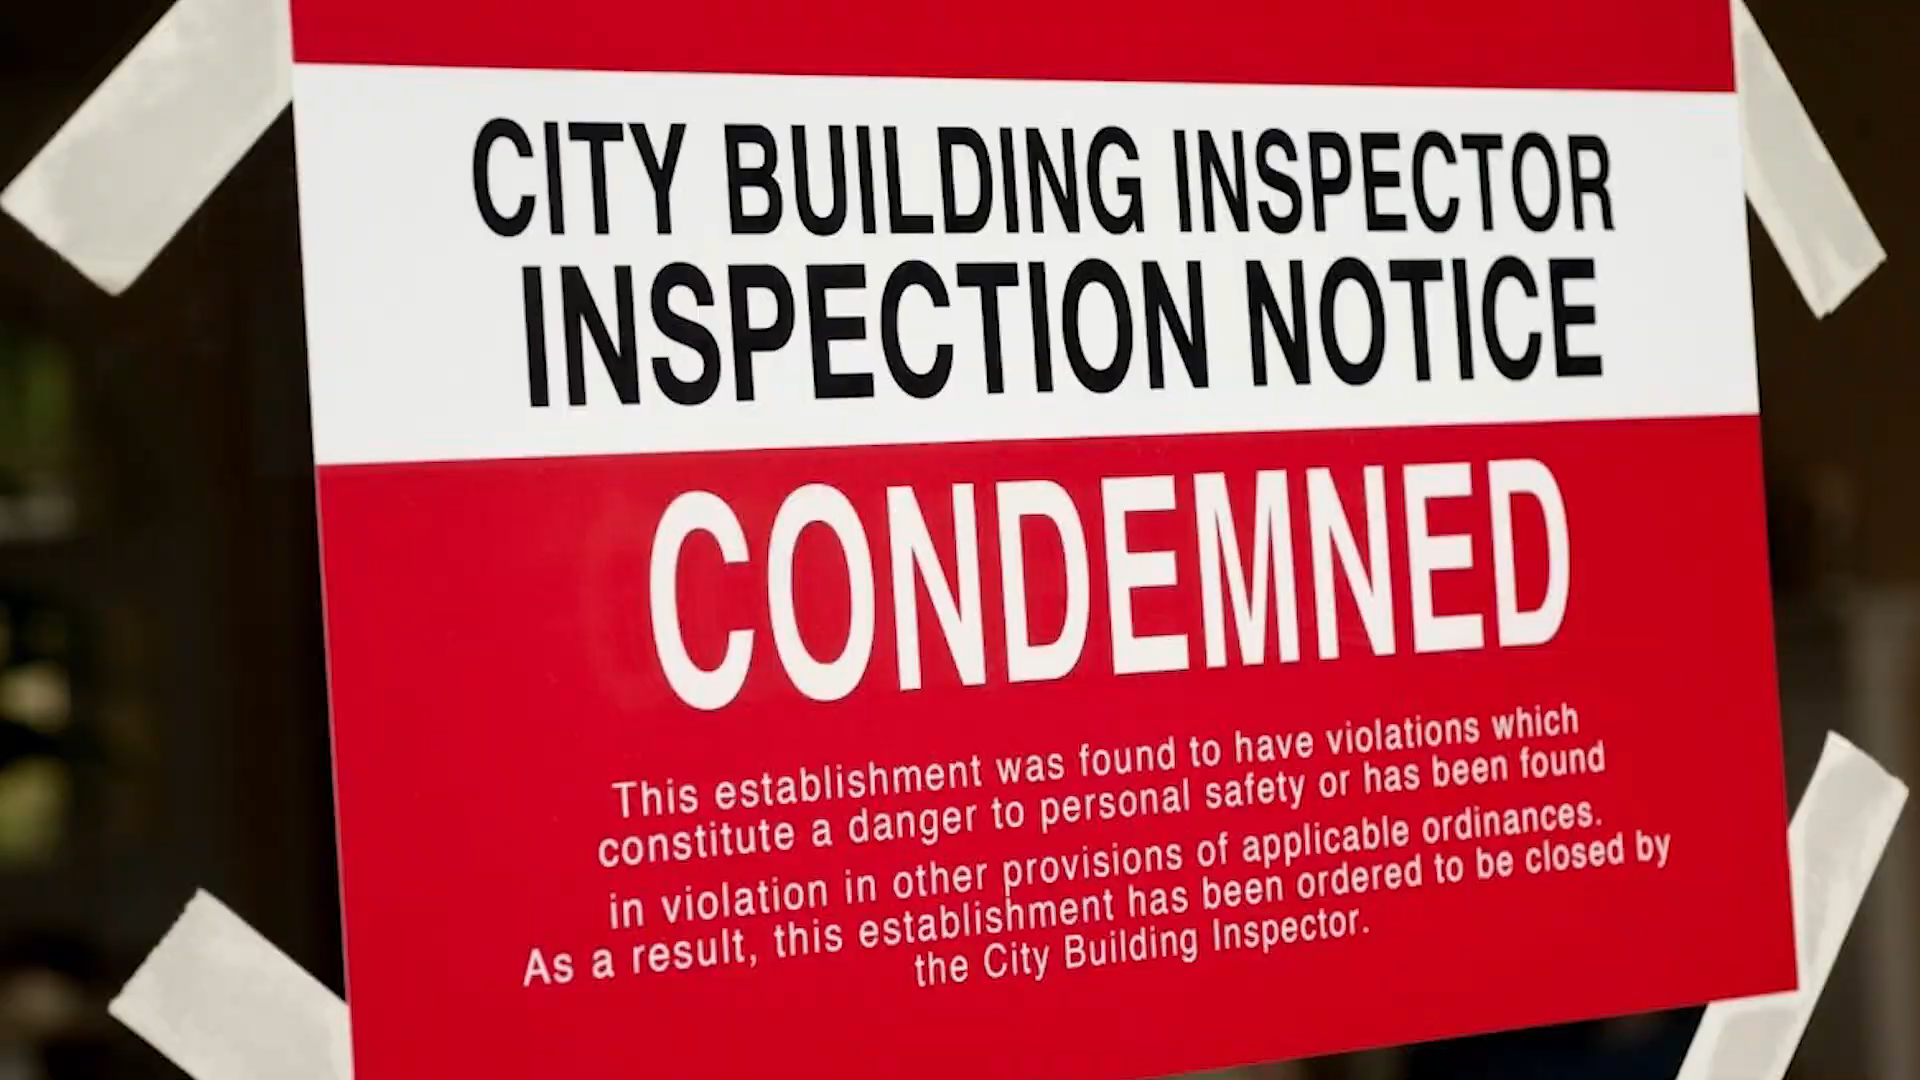 CITY BUILDING INSPECTOR
INSPECTION NOTICE
CONDEMNED
This establishment was found to have violations which
constitute a danger to personal safety or has been found
in violation in other provisions of applicable ordinances.
As a result, this establishment has been ordered to be closed by
the City Building Inspector.